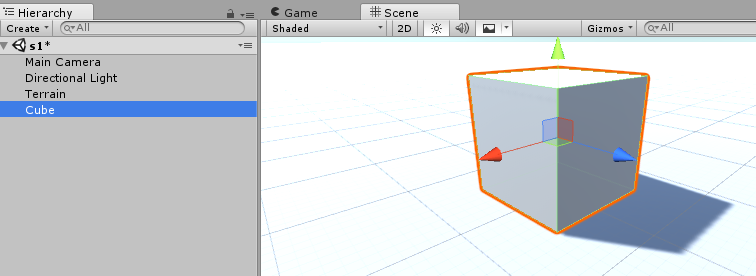 Hierarchy
Create All
s1*
Main Camera
Directional Light
Terrain
Cube
Game Scene
Shaded 2D Gizmos All